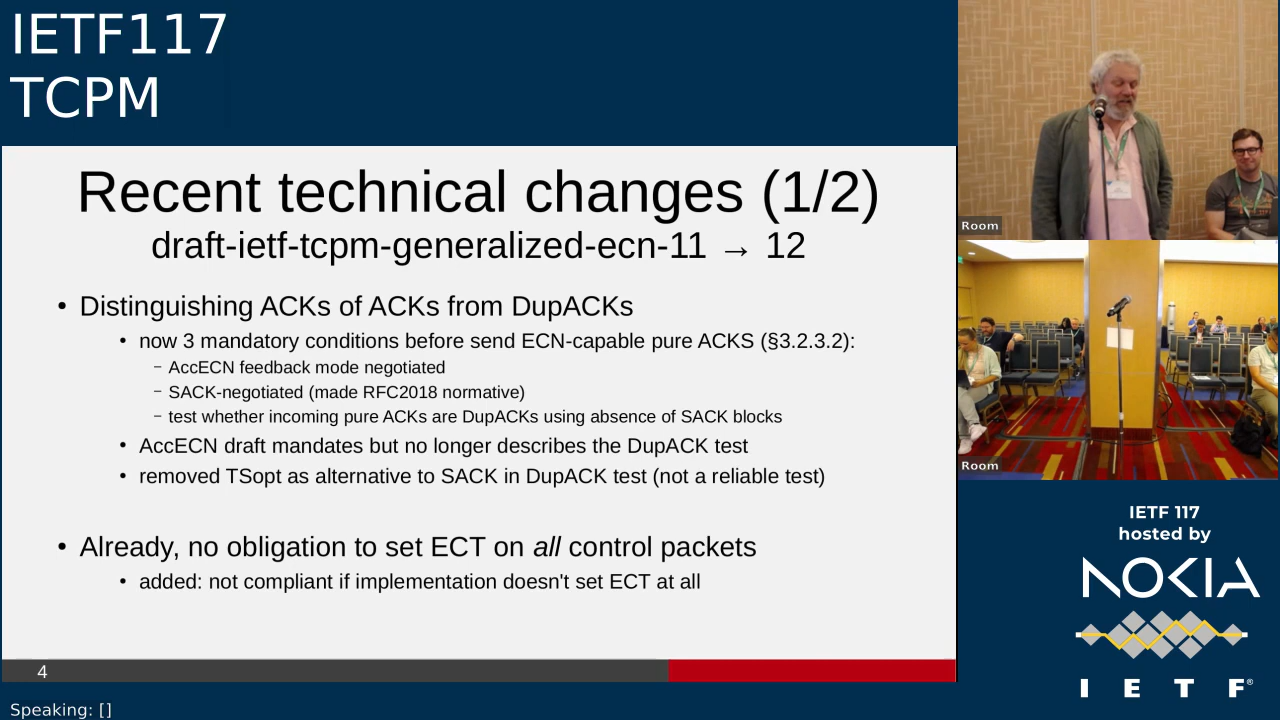 IETF117
TCPM
Recent technical changes (1/2)
draft-ietf-tcpm-generalized-ecn-11 → 12
• Distinguishing ACKs of ACKs from DupACKs
• now 3 mandatory conditions before send ECN-capable pure ACKS (§3.2.3.2):
− AccECN feedback mode negotiated
− SACK-negotiated (made RFC2018 normative)
− test whether incoming pure ACKs are DupACKs using absence of SACK blocks
• AccECN draft mandates but no longer describes the DupACK test
• removed TSopt as alternative to SACK in DupACK test (not a reliable test)
• Already, no obligation to set ECT on all control packets
• added: not compliant if implementation doesn't set ECT at all
4
Speaking: []
Room
Room
IETF 117
hosted by
NOKIA
I E T F®